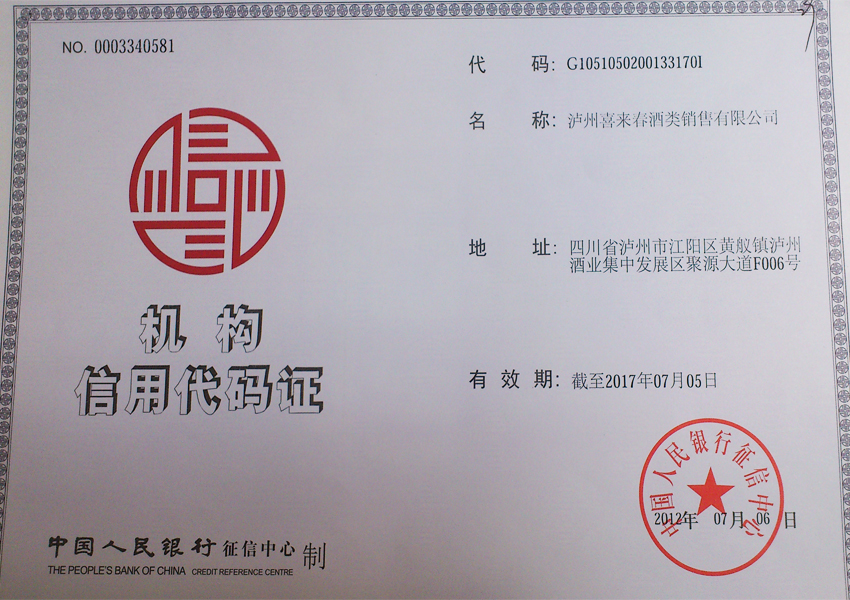 NO. 0003340581
机 构
信用代码证
中国人民银行征信中心 制
THE PEOPLE'S BANK OF CHINA CREDIT REFERENCE CENTRE
代 码: G1051050200133170I
名 称: 泸州喜来春酒类销售有限公司
地 址: 四川省泸州市江阳区黄舣镇泸州
酒业集中发展区聚源大道F006号
有 效 期: 截至2017年07月05日
中国人民银行征信中心
2012年 07月 06 日